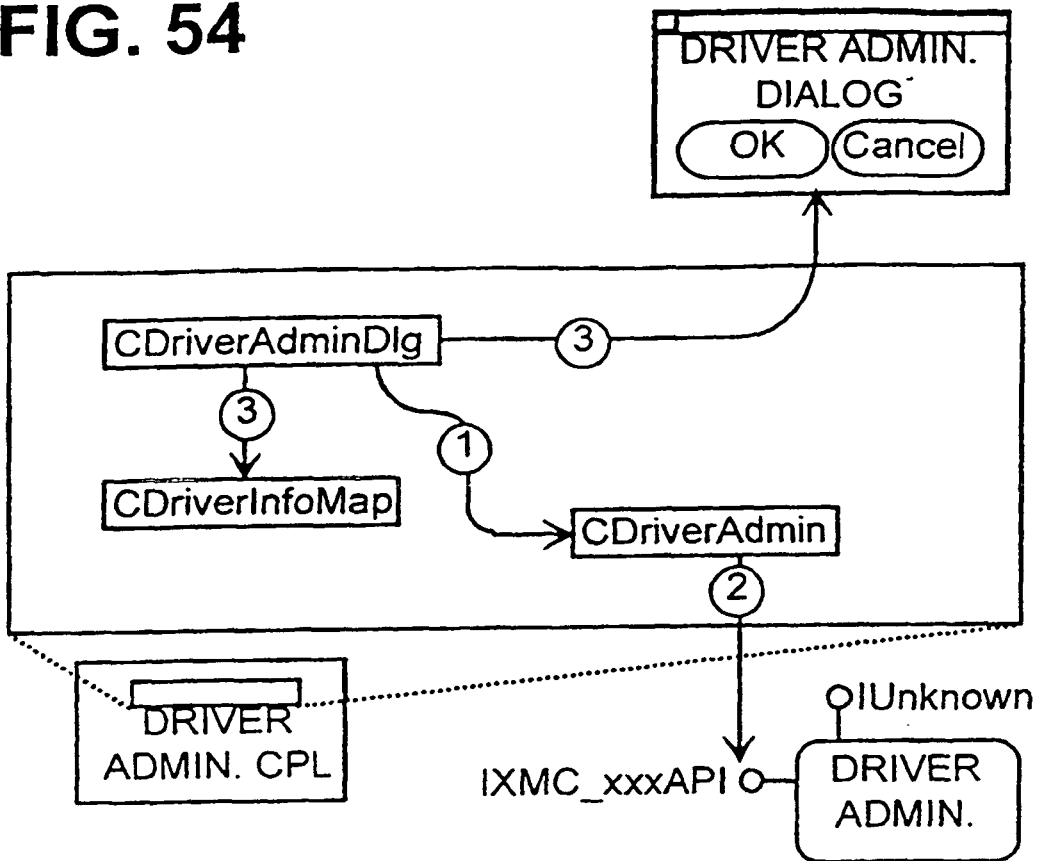 FIG. 54
DRIVER ADMIN.
DIALOG
OK
Cancel
CDriverAdminDlg
3
3
1
CDriverInfoMap
CDriverAdmin
2
DRIVER
ADMIN. CPL
IUnknown
IXMC_xxxAPI
DRIVER
ADMIN.